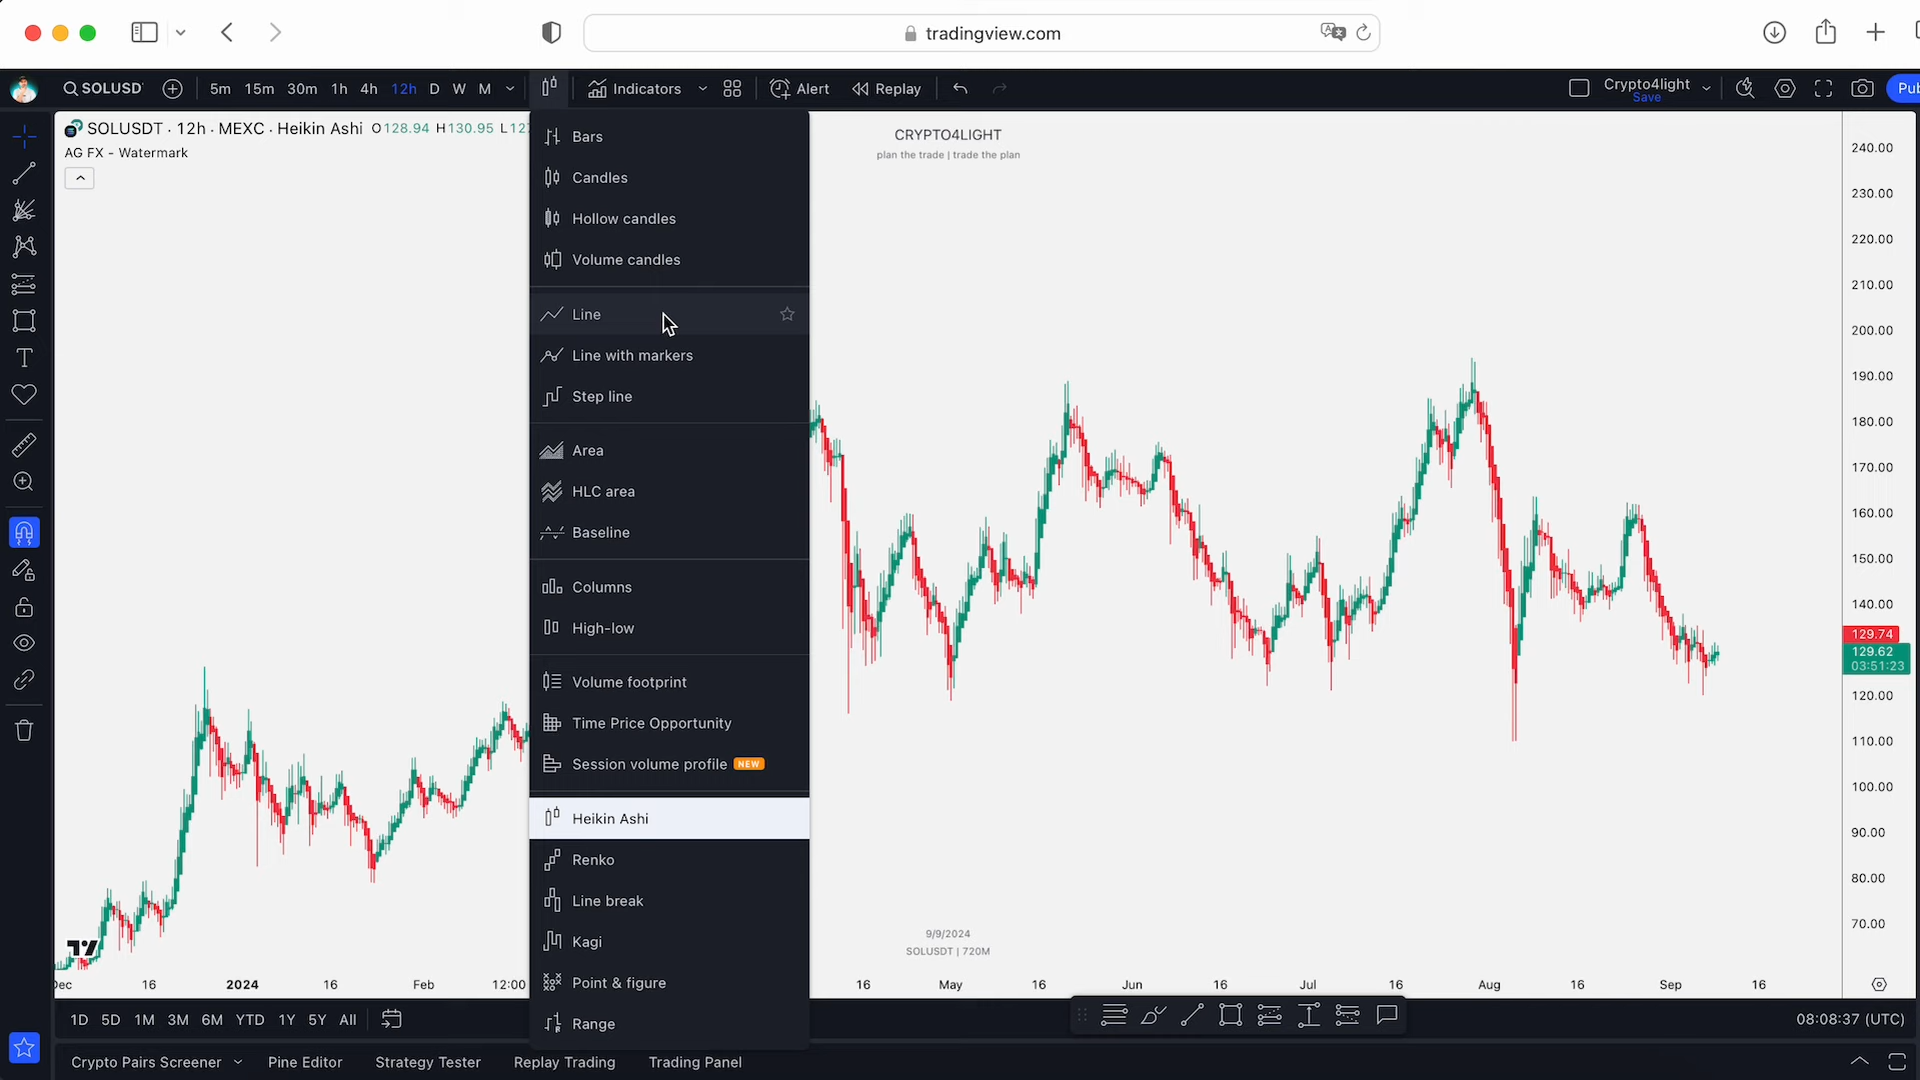 tradingview.com
SOLUSD
5m 15m 30m 1h 4h 12h D W M
Indicators
Alert
Replay
Crypto4light
Save
Pub
SOLUSDT · 12h · MEXC · Heikin Ashi O128.94 H130.95 L127
AG FX - Watermark
CRYPTO4LIGHT
plan the trade | trade the plan
Bars
Candles
Hollow candles
Volume candles
Line
Line with markers
Step line
Area
HLC area
Baseline
Columns
High-low
Volume footprint
Time Price Opportunity
Session volume profile NEW
Heikin Ashi
Renko
Line break
Kagi
Point & figure
Range
240.00
230.00
220.00
210.00
200.00
190.00
180.00
170.00
160.00
150.00
140.00
129.74
129.62
03:51:23
120.00
110.00
100.00
90.00
80.00
70.00
9/9/2024
SOLUSDT | 720M
Dec 16 2024 16 Feb 12:00 16 May 16 Jun 16 Jul 16 Aug 16 Sep 16
1D 5D 1M 3M 6M YTD 1Y 5Y All
08:08:37 (UTC)
Crypto Pairs Screener Pine Editor Strategy Tester Replay Trading Trading Panel